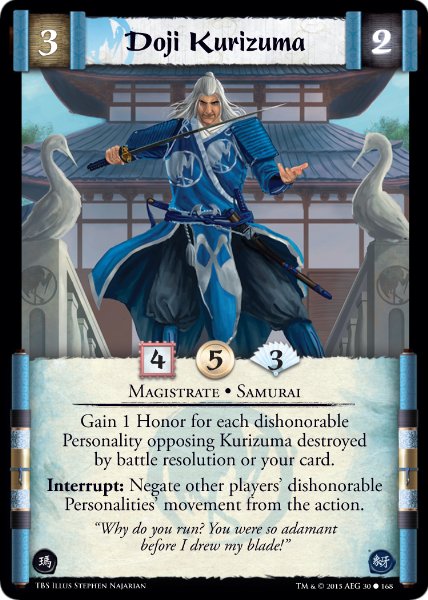 3 Doji Kurizuma 2
4 5 3
Magistrate • Samurai
Gain 1 Honor for each dishonorable
Personality opposing Kurizuma destroyed
by battle resolution or your card.
Interrupt: Negate other players' dishonorable
Personalities' movement from the action.
"Why do you run? You were so adamant
before I drew my blade!"
TBS Illus Stephen Najarian TM & © 2015 AEG 30 • 168